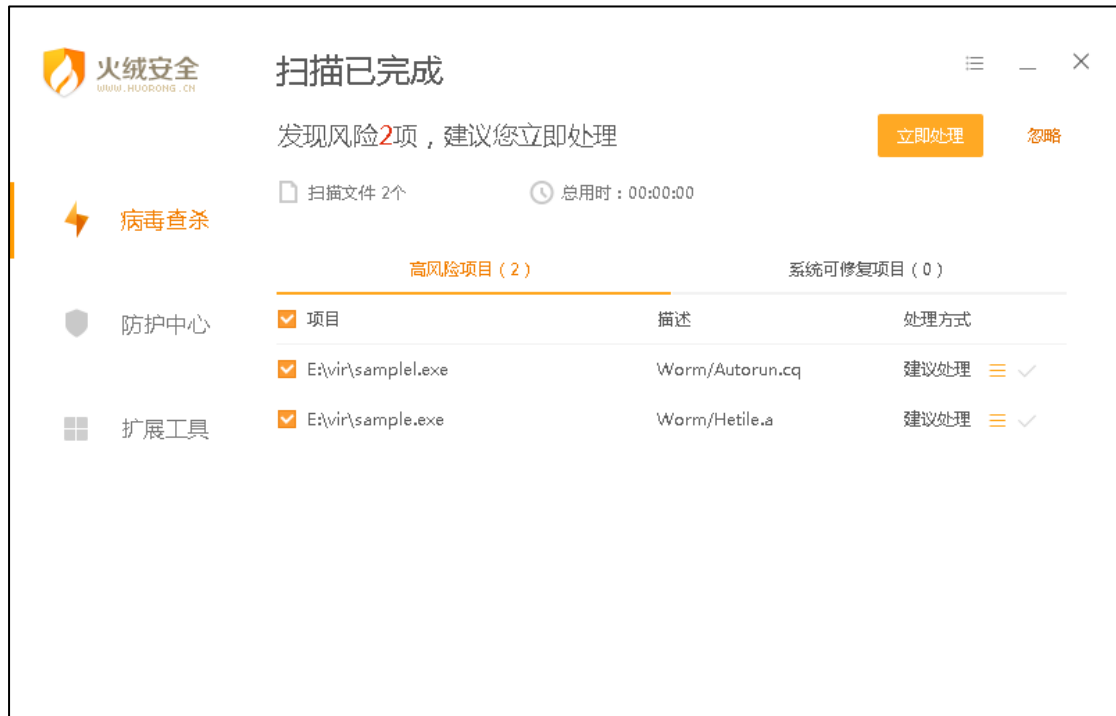 火绒安全
WWW.HUORONG.CN
扫描已完成
发现风险2项，建议您立即处理
立即处理
忽略
扫描文件 2个
总用时：00:00:00
病毒查杀
防护中心
扩展工具
高风险项目（2）
系统可修复项目（0）
项目 描述 处理方式
E:\vir\samplel.exe Worm/Autorun.cq 建议处理
E:\vir\sample.exe Worm/Hetile.a 建议处理